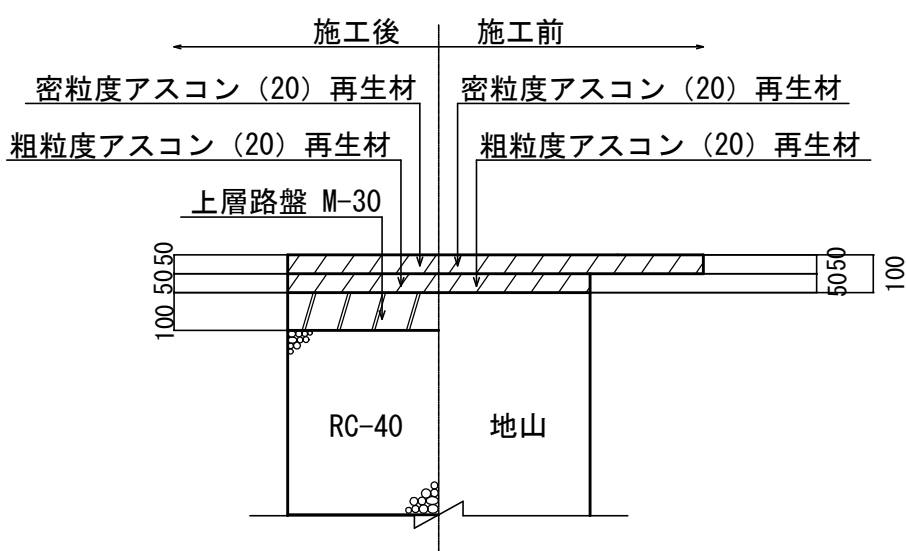 施工後 施工前
密粒度アスコン（20）再生材 密粒度アスコン（20）再生材
粗粒度アスコン（20）再生材 粗粒度アスコン（20）再生材
上層路盤 M-30
50 50 100
50 50
100
RC-40 地山